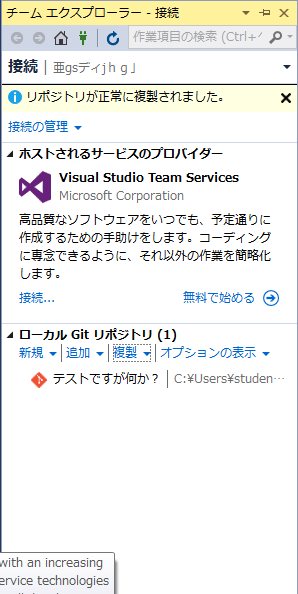 チーム エクスプローラー - 接続
作業項目の検索 (Ctrl+
接続 | 亜gsディjhg」
リポジトリが正常に複製されました。
接続の管理
ホストされるサービスのプロバイダー
Visual Studio Team Services
Microsoft Corporation
高品質なソフトウェアをいつでも、予定通りに
作成するための手助けをします。コーディング
に専念できるように、それ以外の作業を簡略化
します。
接続...
無料で始める
ローカル Git リポジトリ (1)
新規 | 追加 | 複製 | オプションの表示
テストですが何か? | C:¥Users¥studen...
with an increasing
ervice technologies